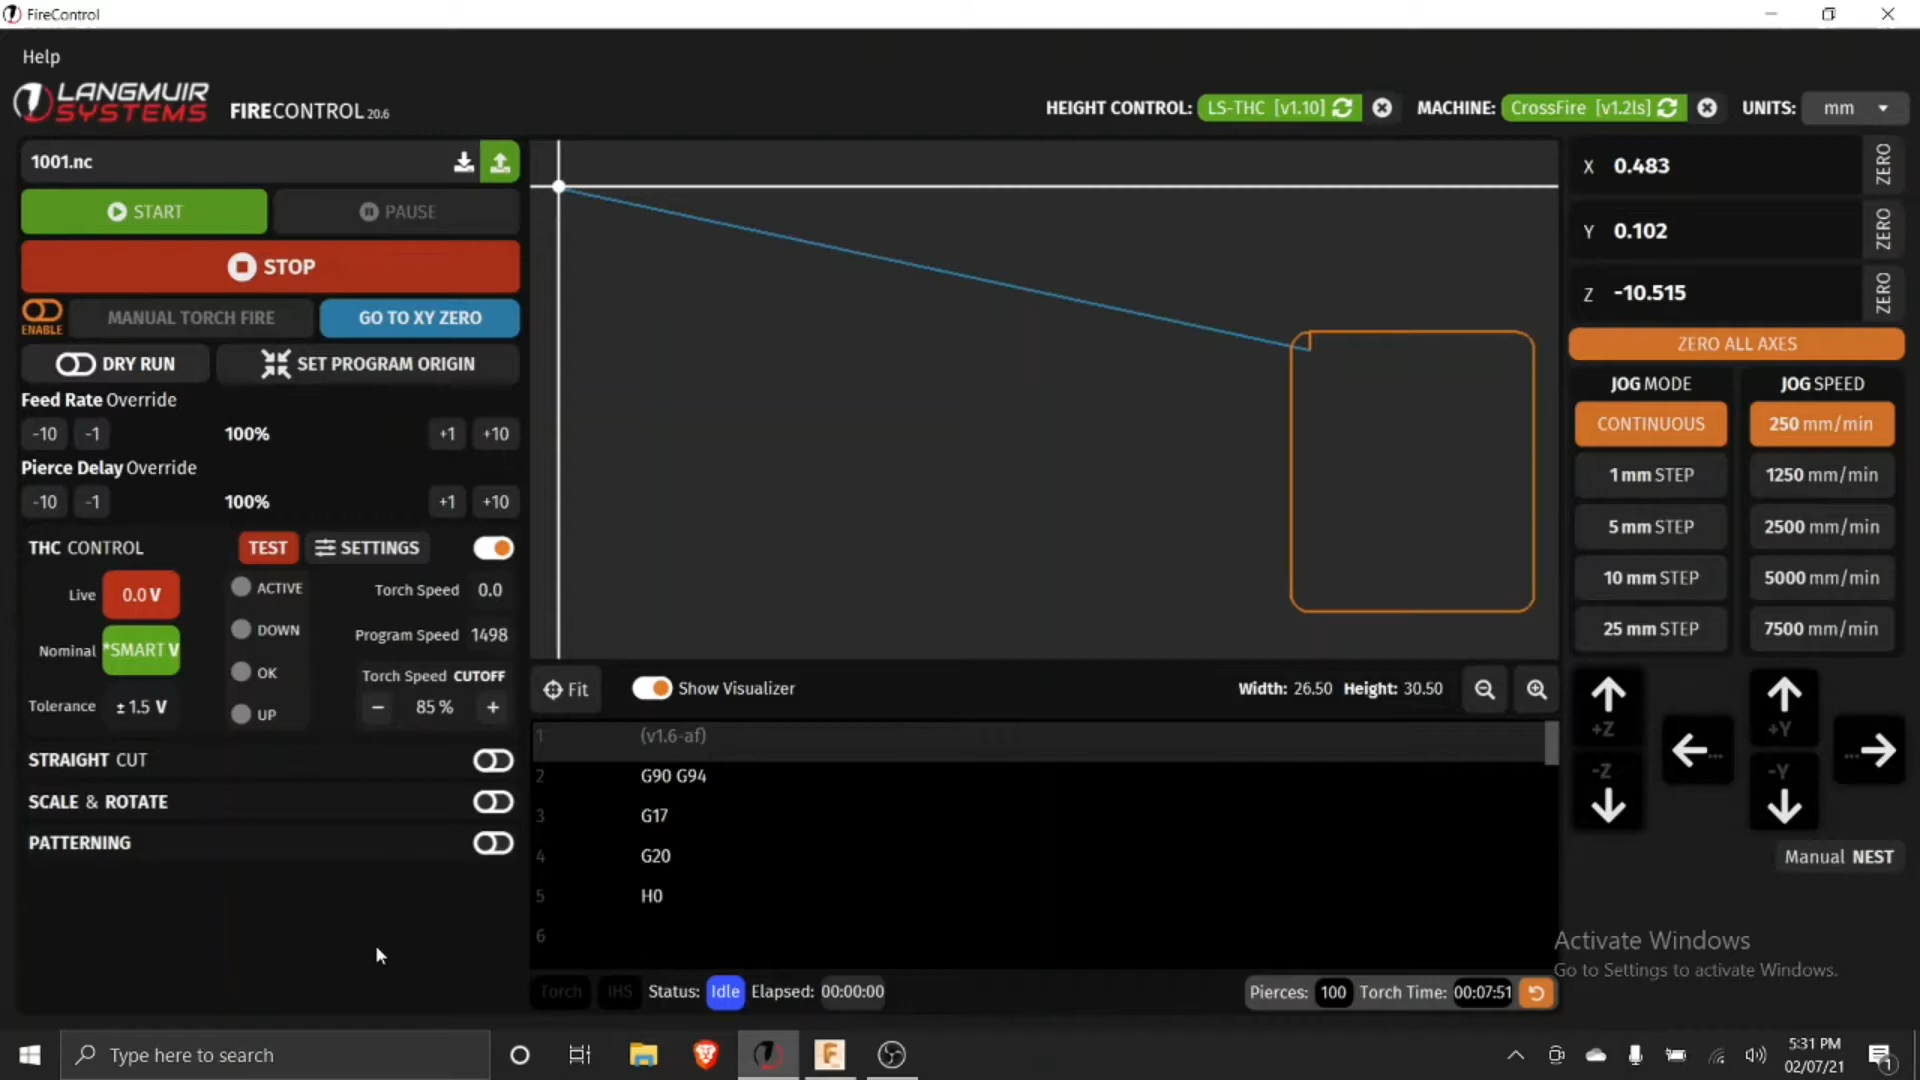 FireControl
Help
LANGMUIR SYSTEMS FIRECONTROL 20.6
HEIGHT CONTROL: LS-THC [v1.10] MACHINE: CrossFire [v1.2ls] UNITS: mm
1001.nc
START PAUSE
STOP
ENABLE MANUAL TORCH FIRE GO TO XY ZERO
DRY RUN SET PROGRAM ORIGIN
Feed Rate Override
-10 -1 100% +1 +10
Pierce Delay Override
-10 -1 100% +1 +10
THC CONTROL TEST SETTINGS
Live 0.0 V ACTIVE Torch Speed 0.0
DOWN Program Speed 1498
Nominal *SMART V
OK Torch Speed CUTOFF
Tolerance ± 1.5 V UP − 85 % +
STRAIGHT CUT
SCALE & ROTATE
PATTERNING
Fit Show Visualizer Width: 26.50 Height: 30.50
1 (v1.6-af)
2 G90 G94
3 G17
4 G20
5 H0
6
Torch IHS Status: Idle Elapsed: 00:00:00 Pierces: 100 Torch Time: 00:07:51
X 0.483 ZERO
Y 0.102 ZERO
Z -10.515 ZERO
ZERO ALL AXES
JOG MODE JOG SPEED
CONTINUOUS 250 mm/min
1 mm STEP 1250 mm/min
5 mm STEP 2500 mm/min
10 mm STEP 5000 mm/min
25 mm STEP 7500 mm/min
+Z +Y
-Z -Y
Manual NEST
Activate Windows
Go to Settings to activate Windows.
Type here to search
5:31 PM
02/07/21
1